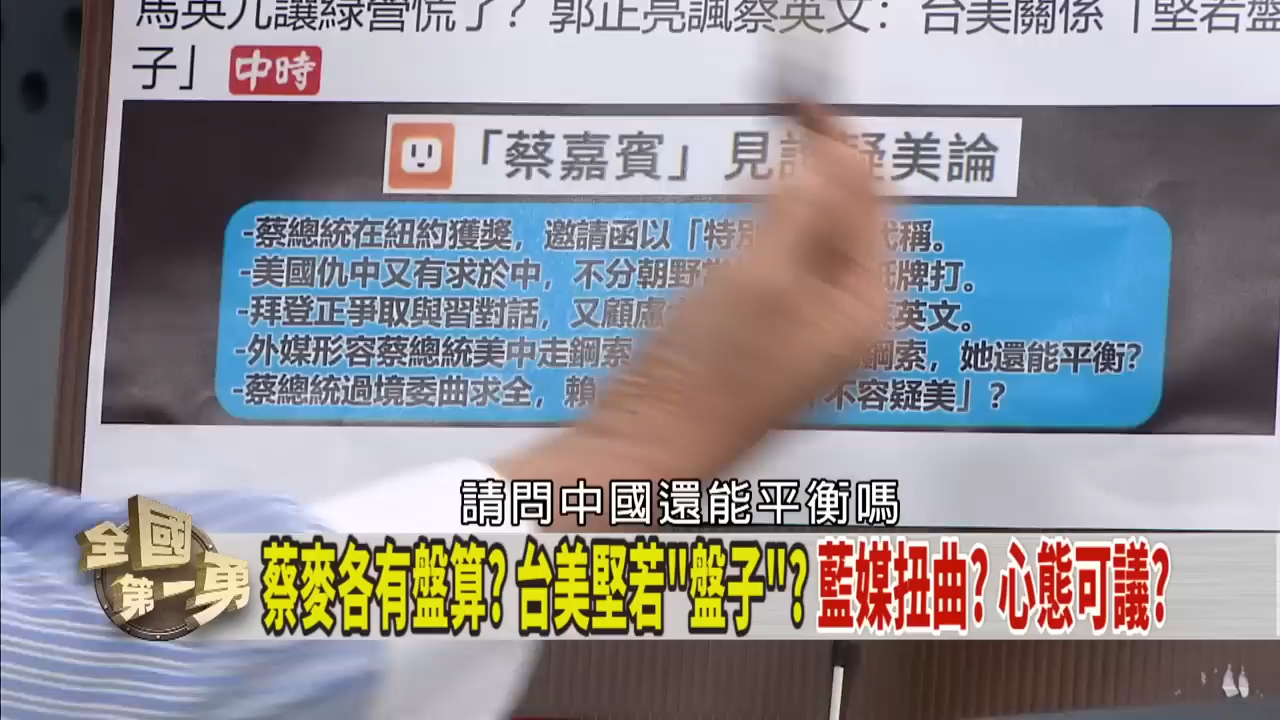 馬英九讓綠營慌了？郭正亮諷蔡英文：台美關係「堅若盤
子」 中時
「蔡嘉賓」見 疑美論
-蔡總統在紐約獲獎，邀請函以「特別 代稱。
-美國仇中又有求於中，不分朝野 紙牌打。
-拜登正爭取與習對話，又顧慮 蔡英文。
-外媒形容蔡總統美中走鋼索 鋼索，她還能平衡?
-蔡總統過境委曲求全，賴 不容疑美」?
請問中國還能平衡嗎
全國第一勇
蔡麥各有盤算? 台美堅若"盤子"? 藍媒扭曲? 心態可議?